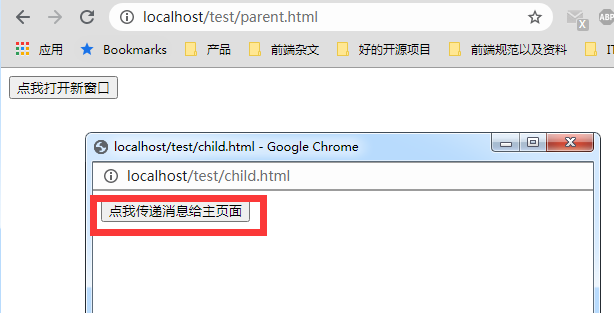 localhost/test/parent.html
ABP
应用 Bookmarks 产品 前端杂文 好的开源项目 前端规范以及资料
点我打开新窗口
localhost/test/child.html - Google Chrome
localhost/test/child.html
点我传递消息给主页面